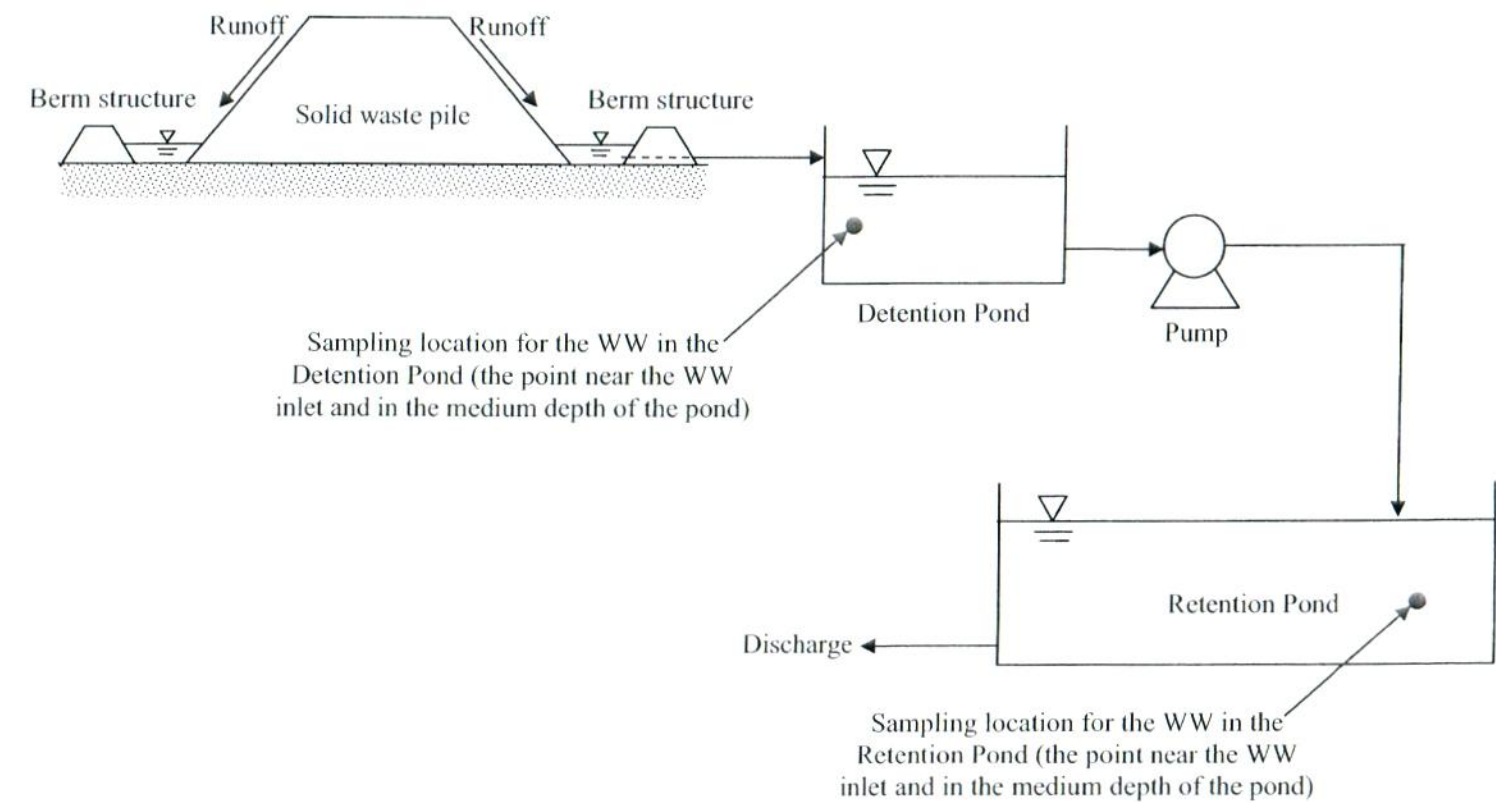 Runoff
Runoff
Berm structure
Solid waste pile
Berm structure
Sampling location for the WW in the
Detention Pond (the point near the WW
inlet and in the medium depth of the pond)
Detention Pond
Pump
Retention Pond
Discharge
Sampling location for the WW in the
Retention Pond (the point near the WW
inlet and in the medium depth of the pond)